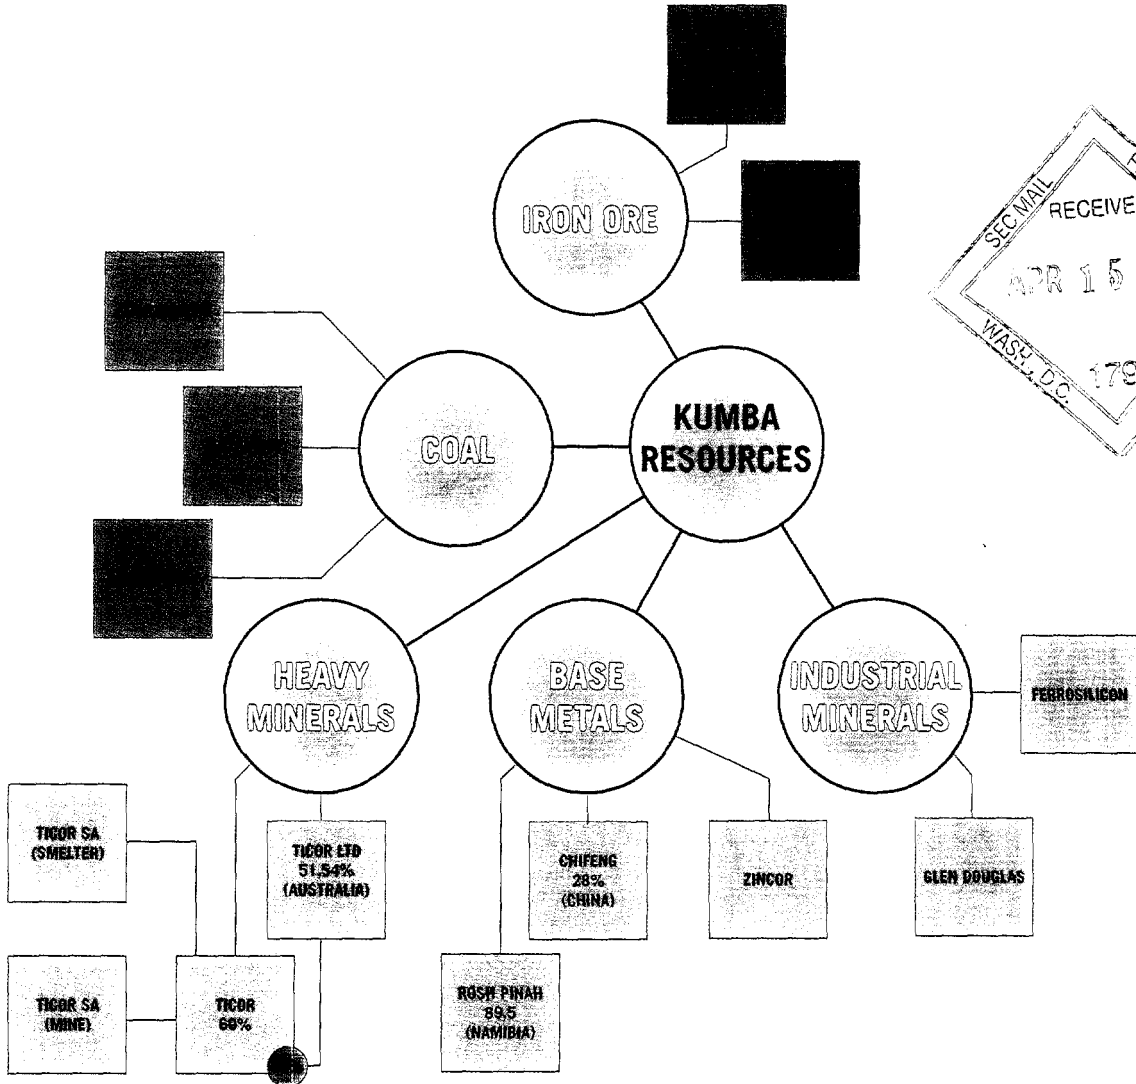 IRON ORE
SEC MAIL
RECEIVE
APR 15
WASH, D.C.
179
COAL
KUMBA
RESOURCES
HEAVY
MINERALS
BASE
METALS
INDUSTRIAL
MINERALS
FERROSILICON
TICOR SA
(SMELTER)
TICOR LTD
51,54%
(AUSTRALIA)
CHIFENG
28%
(CHINA)
ZINCOR
GLEN DOUGLAS
TICOR SA
(MINE)
TICOR
60%
ROSH PINAH
89,5
(NAMIBIA)